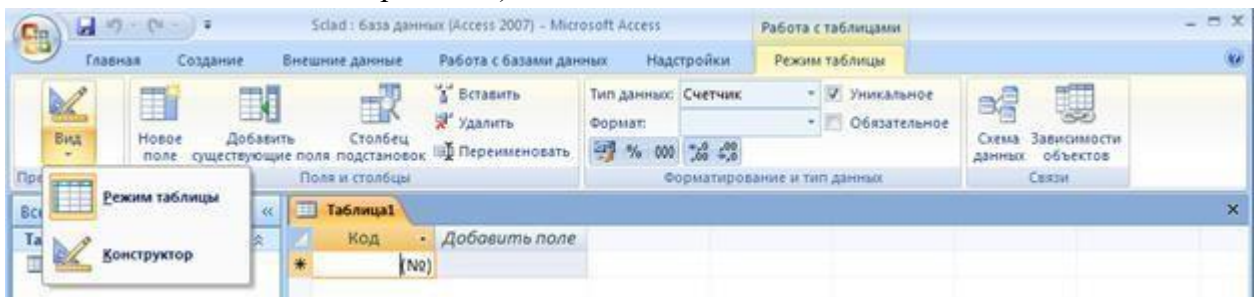 Sclad : база данных (Access 2007) - Microsoft Access
Работа с таблицами
Главная Создание Внешние данные Работа с базами данных Надстройки Режим таблицы
Вид
Новое поле
Добавить существующие поля
Столбец подстановок
Вставить
Удалить
Переименовать
Поля и столбцы
Тип данных: Счетчик
Формат:
% 000
Уникальное
Обязательное
Форматирование и тип данных
Схема данных
Зависимости объектов
Связи
Режим таблицы
Конструктор
Таблица1
Код Добавить поле
(№)